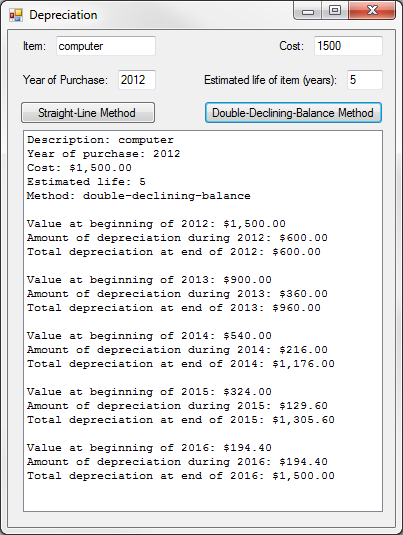 Depreciation
Item: computer Cost: 1500
Year of Purchase: 2012 Estimated life of item (years): 5
Straight-Line Method Double-Declining-Balance Method
Description: computer
Year of purchase: 2012
Cost: $1,500.00
Estimated life: 5
Method: double-declining-balance
Value at beginning of 2012: $1,500.00
Amount of depreciation during 2012: $600.00
Total depreciation at end of 2012: $600.00
Value at beginning of 2013: $900.00
Amount of depreciation during 2013: $360.00
Total depreciation at end of 2013: $960.00
Value at beginning of 2014: $540.00
Amount of depreciation during 2014: $216.00
Total depreciation at end of 2014: $1,176.00
Value at beginning of 2015: $324.00
Amount of depreciation during 2015: $129.60
Total depreciation at end of 2015: $1,305.60
Value at beginning of 2016: $194.40
Amount of depreciation during 2016: $194.40
Total depreciation at end of 2016: $1,500.00